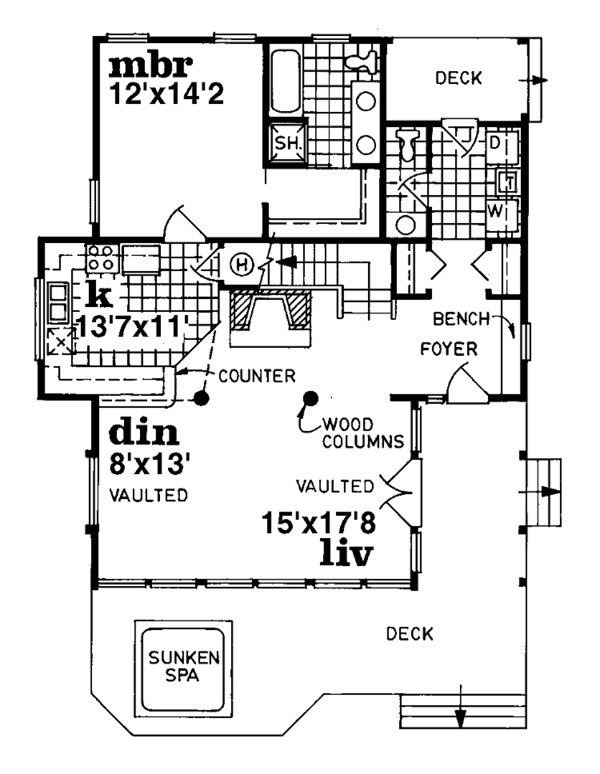 mbr
12'x14'2
DECK
SH.
D
T
W
H
k
13'7x11'
BENCH
FOYER
COUNTER
din
8'x13'
VAULTED
WOOD
COLUMNS
VAULTED
15'x17'8
liv
DECK
SUNKEN
SPA